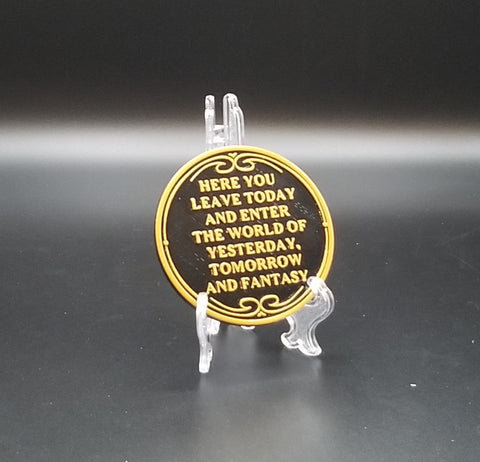 HERE YOU
LEAVE TODAY
AND ENTER
THE WORLD OF
YESTERDAY,
TOMORROW
AND FANTASY